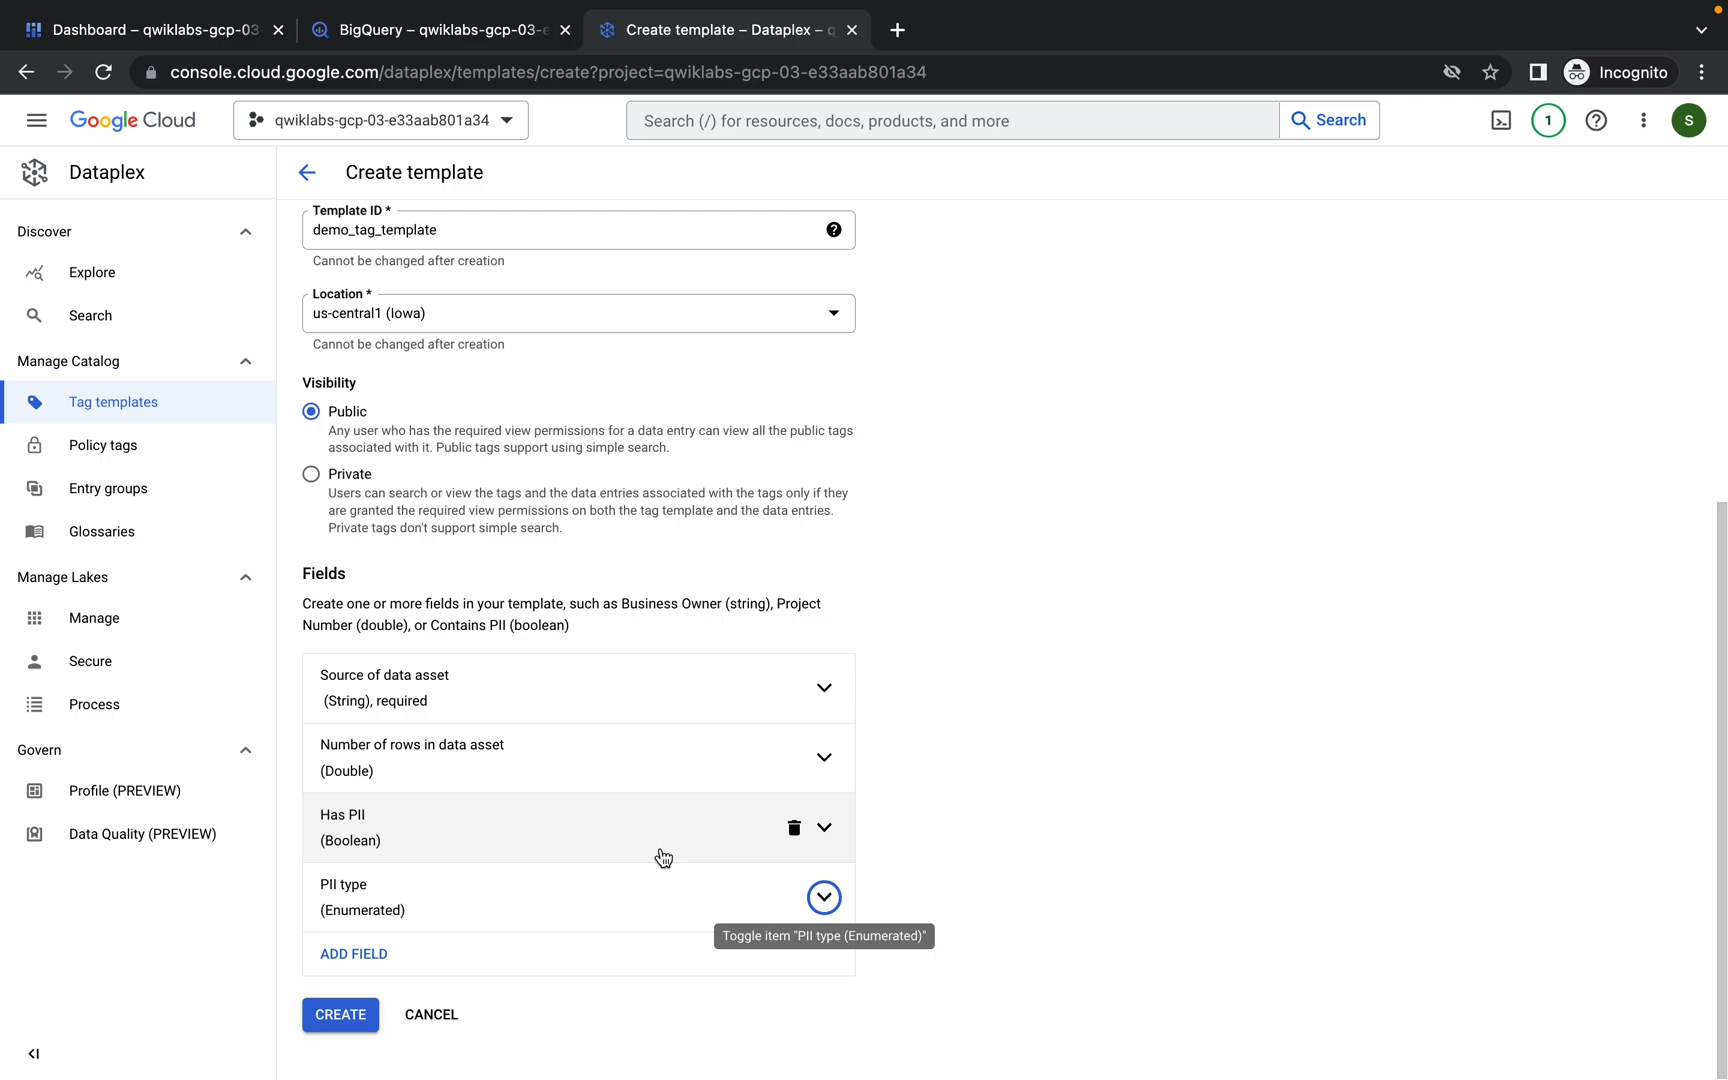 Dashboard – qwiklabs-gcp-03-
BigQuery – qwiklabs-gcp-03-e
Create template – Dataplex – q
console.cloud.google.com/dataplex/templates/create?project=qwiklabs-gcp-03-e33aab801a34
Incognito
Google Cloud
qwiklabs-gcp-03-e33aab801a34
Search (/) for resources, docs, products, and more
Search
1
S
Dataplex
Create template
Discover
Explore
Search
Manage Catalog
Tag templates
Policy tags
Entry groups
Glossaries
Manage Lakes
Manage
Secure
Process
Govern
Profile (PREVIEW)
Data Quality (PREVIEW)
Template ID *
demo_tag_template
Cannot be changed after creation
Location *
us-central1 (Iowa)
Cannot be changed after creation
Visibility
Public
Any user who has the required view permissions for a data entry can view all the public tags
associated with it. Public tags support using simple search.
Private
Users can search or view the tags and the data entries associated with the tags only if they
are granted the required view permissions on both the tag template and the data entries.
Private tags don't support simple search.
Fields
Create one or more fields in your template, such as Business Owner (string), Project
Number (double), or Contains PII (boolean)
Source of data asset
(String), required
Number of rows in data asset
(Double)
Has PII
(Boolean)
PII type
(Enumerated)
Toggle item "PII type (Enumerated)"
ADD FIELD
CREATE
CANCEL